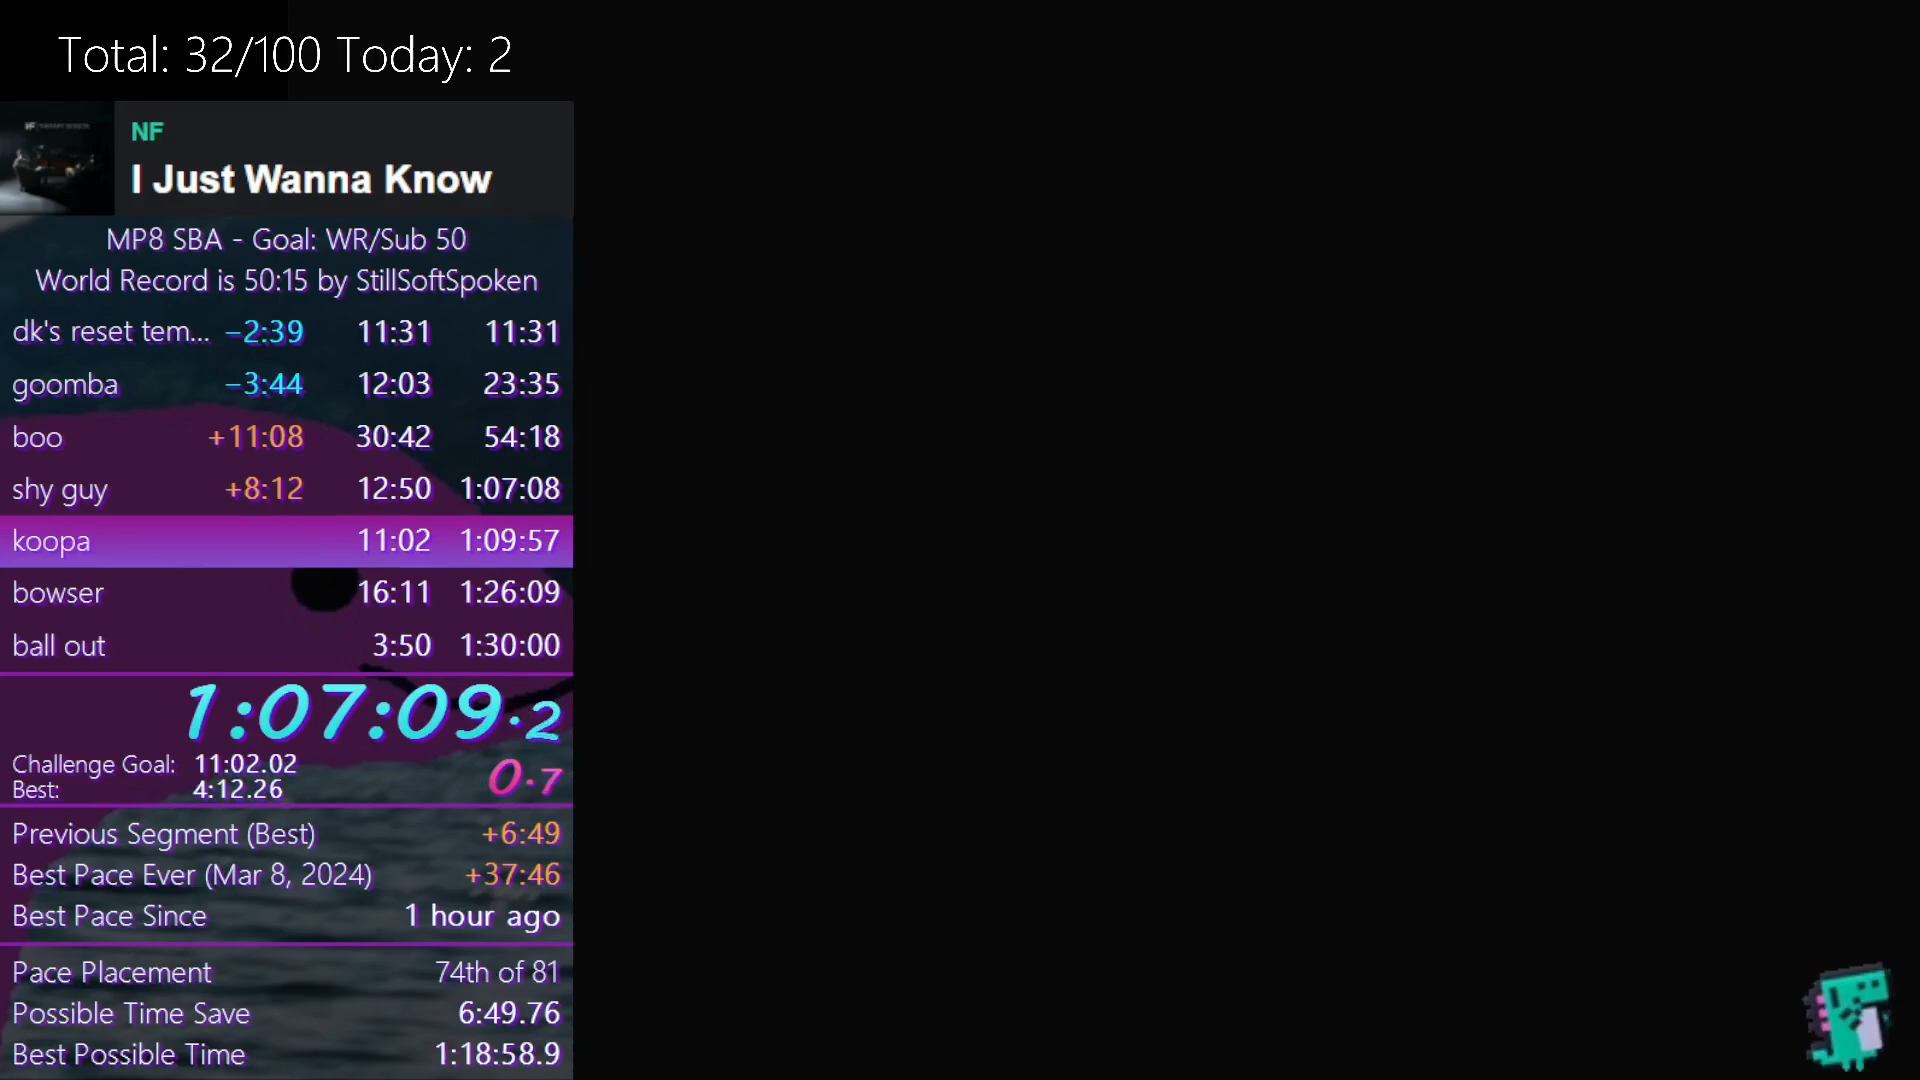 Total: 32/100 Today: 2
NF
I Just Wanna Know
MP8 SBA - Goal: WR/Sub 50
World Record is 50:15 by StillSoftSpoken
dk's reset tem... −2:39 11:31 11:31
goomba −3:44 12:03 23:35
boo +11:08 30:42 54:18
shy guy +8:12 12:50 1:07:08
koopa 11:02 1:09:57
bowser 16:11 1:26:09
ball out 3:50 1:30:00
1:07:09.2
Challenge Goal: 11:02.02
Best: 4:12.26
0.7
Previous Segment (Best) +6:49
Best Pace Ever (Mar 8, 2024) +37:46
Best Pace Since 1 hour ago
Pace Placement 74th of 81
Possible Time Save 6:49.76
Best Possible Time 1:18:58.9